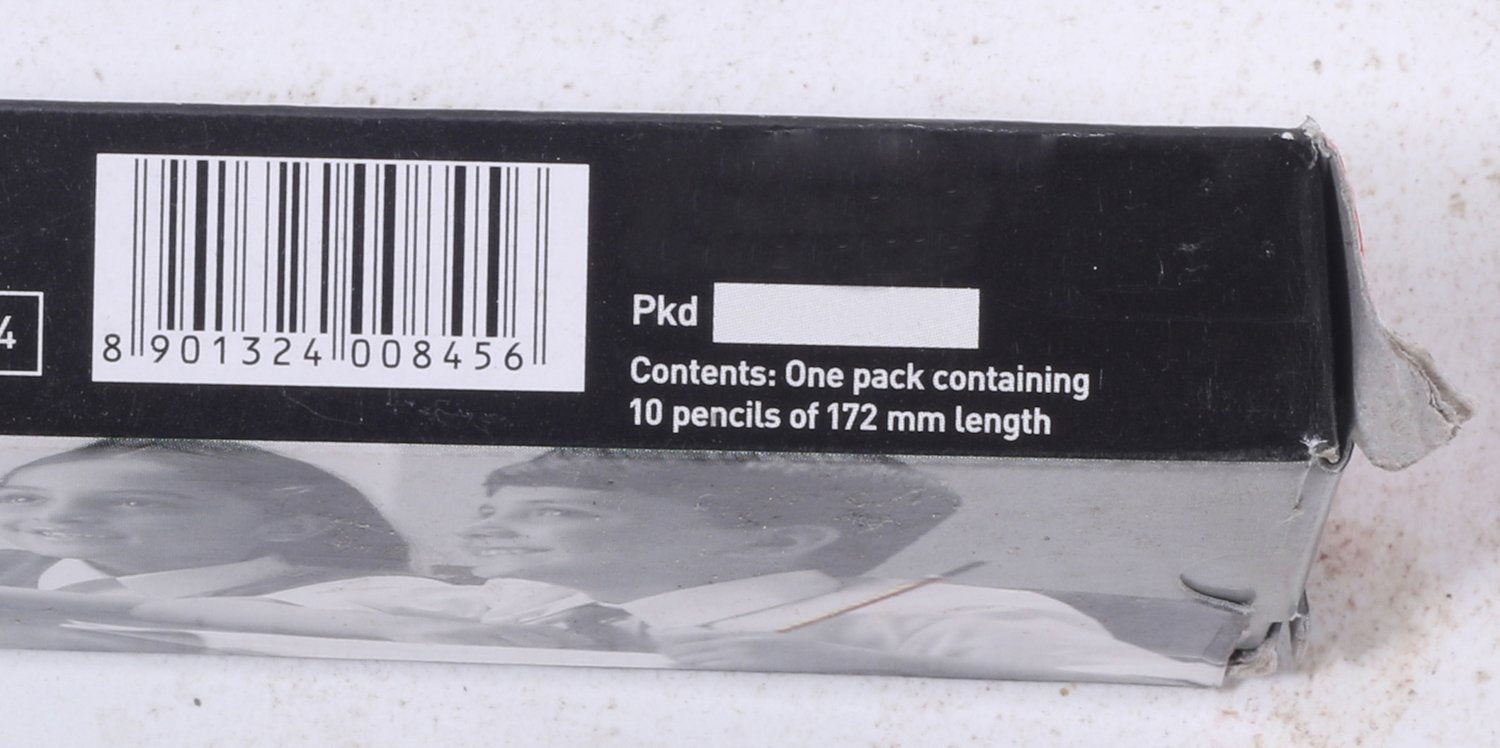 4
8 901324 008456
Pkd
Contents: One pack containing
10 pencils of 172 mm length